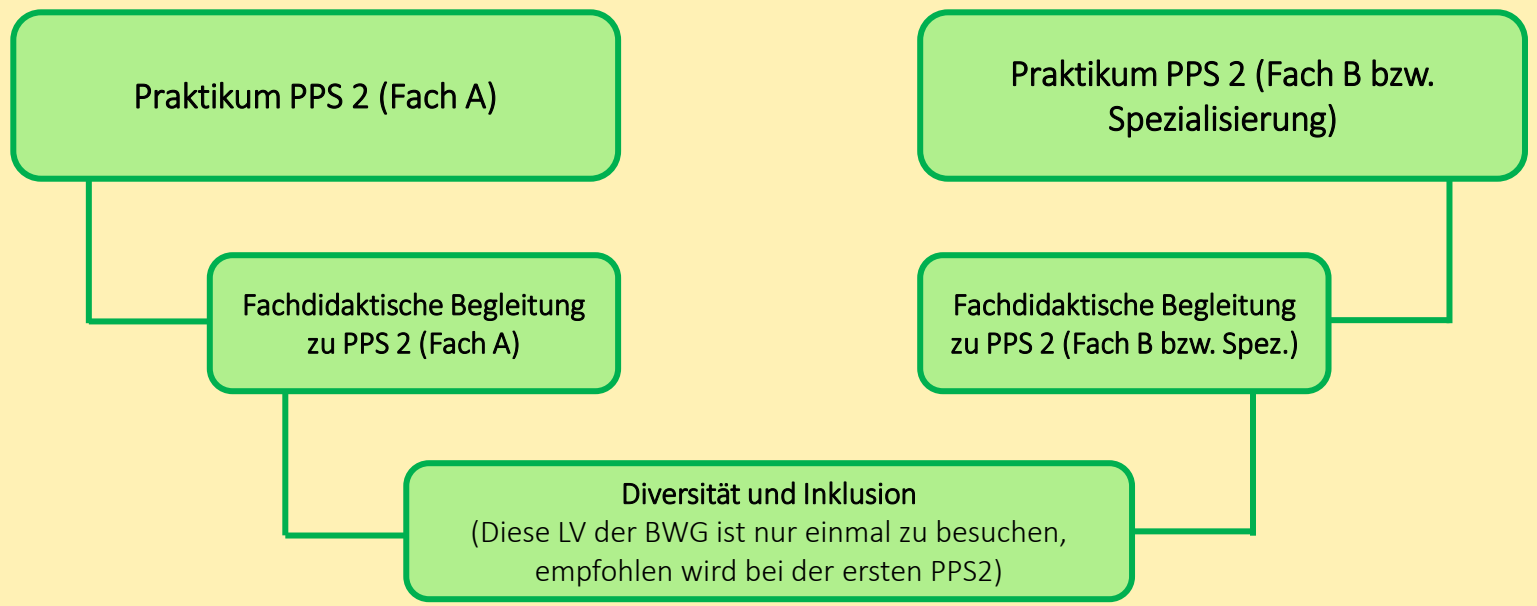 Praktikum PPS 2 (Fach A)
Praktikum PPS 2 (Fach B bzw.
Spezialisierung)
Fachdidaktische Begleitung
zu PPS 2 (Fach A)
Fachdidaktische Begleitung
zu PPS 2 (Fach B bzw. Spez.)
Diversität und Inklusion
(Diese LV der BWG ist nur einmal zu besuchen,
empfohlen wird bei der ersten PPS2)